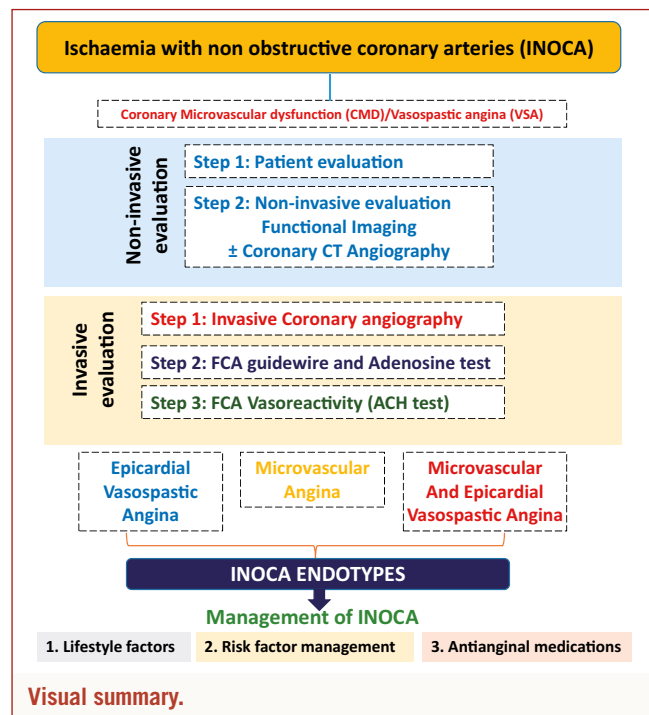 Ischaemia with non obstructive coronary arteries (INOCA)
Coronary Microvascular dysfunction (CMD)/Vasospastic angina (VSA)
Non-invasive
evaluation
Step 1: Patient evaluation
Step 2: Non-invasive evaluation
Functional Imaging
± Coronary CT Angiography
Invasive
evaluation
Step 1: Invasive Coronary angiography
Step 2: FCA guidewire and Adenosine test
Step 3: FCA Vasoreactivity (ACH test)
Epicardial
Vasospastic
Angina
Microvascular
Angina
Microvascular
And Epicardial
Vasospastic Angina
INOCA ENDOTYPES
Management of INOCA
1. Lifestyle factors
2. Risk factor management
3. Antianginal medications
Visual summary.